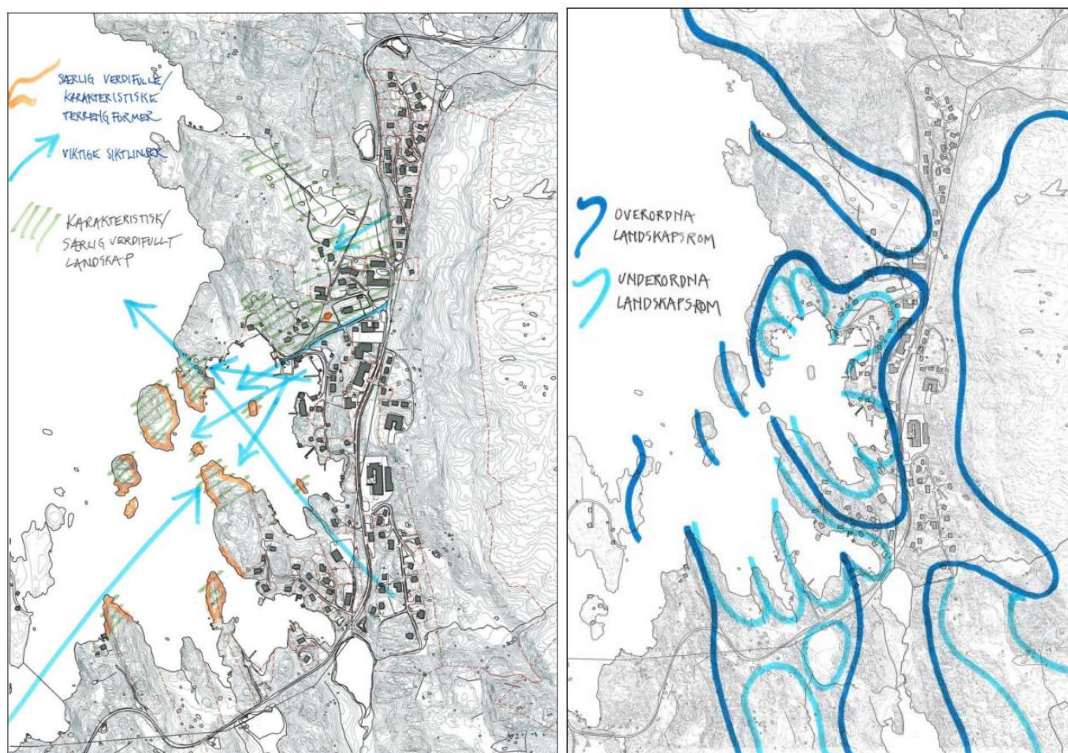 SÆRLIG VERDIFULLE/
KARAKTERISTISKE
TERRENGFORMER
VIKTIGE SIKTLINJER
KARAKTERISTISK/
SÆRLIG VERDIFULLT
LANDSKAP
OVERORDNA
LANDSKAPSROM
UNDERORDNA
LANDSKAPSROM